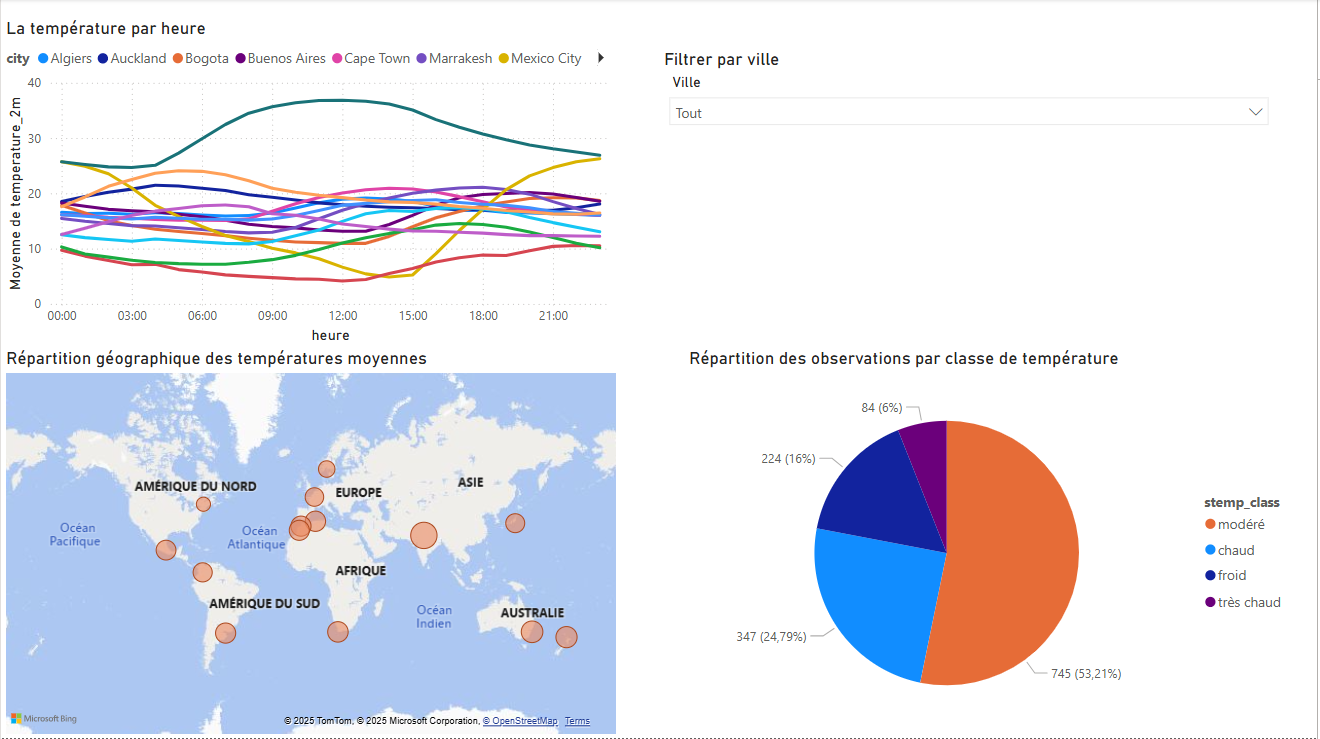 La température par heure
city Algiers Auckland Bogota Buenos Aires Cape Town Marrakesh Mexico City
Moyenne de temperature_2m
40
30
20
10
0
00:00 03:00 06:00 09:00 12:00 15:00 18:00 21:00
heure
Filtrer par ville
Ville
Tout
Répartition géographique des températures moyennes
AMÉRIQUE DU NORD
EUROPE
ASIE
Océan
Pacifique
Océan
Atlantique
AFRIQUE
AMÉRIQUE DU SUD
Océan
Indien
AUSTRALIE
Microsoft Bing
© 2025 TomTom, © 2025 Microsoft Corporation, © OpenStreetMap Terms
Répartition des observations par classe de température
84 (6%)
224 (16%)
347 (24,79%)
745 (53,21%)
stemp_class
modéré
chaud
froid
très chaud